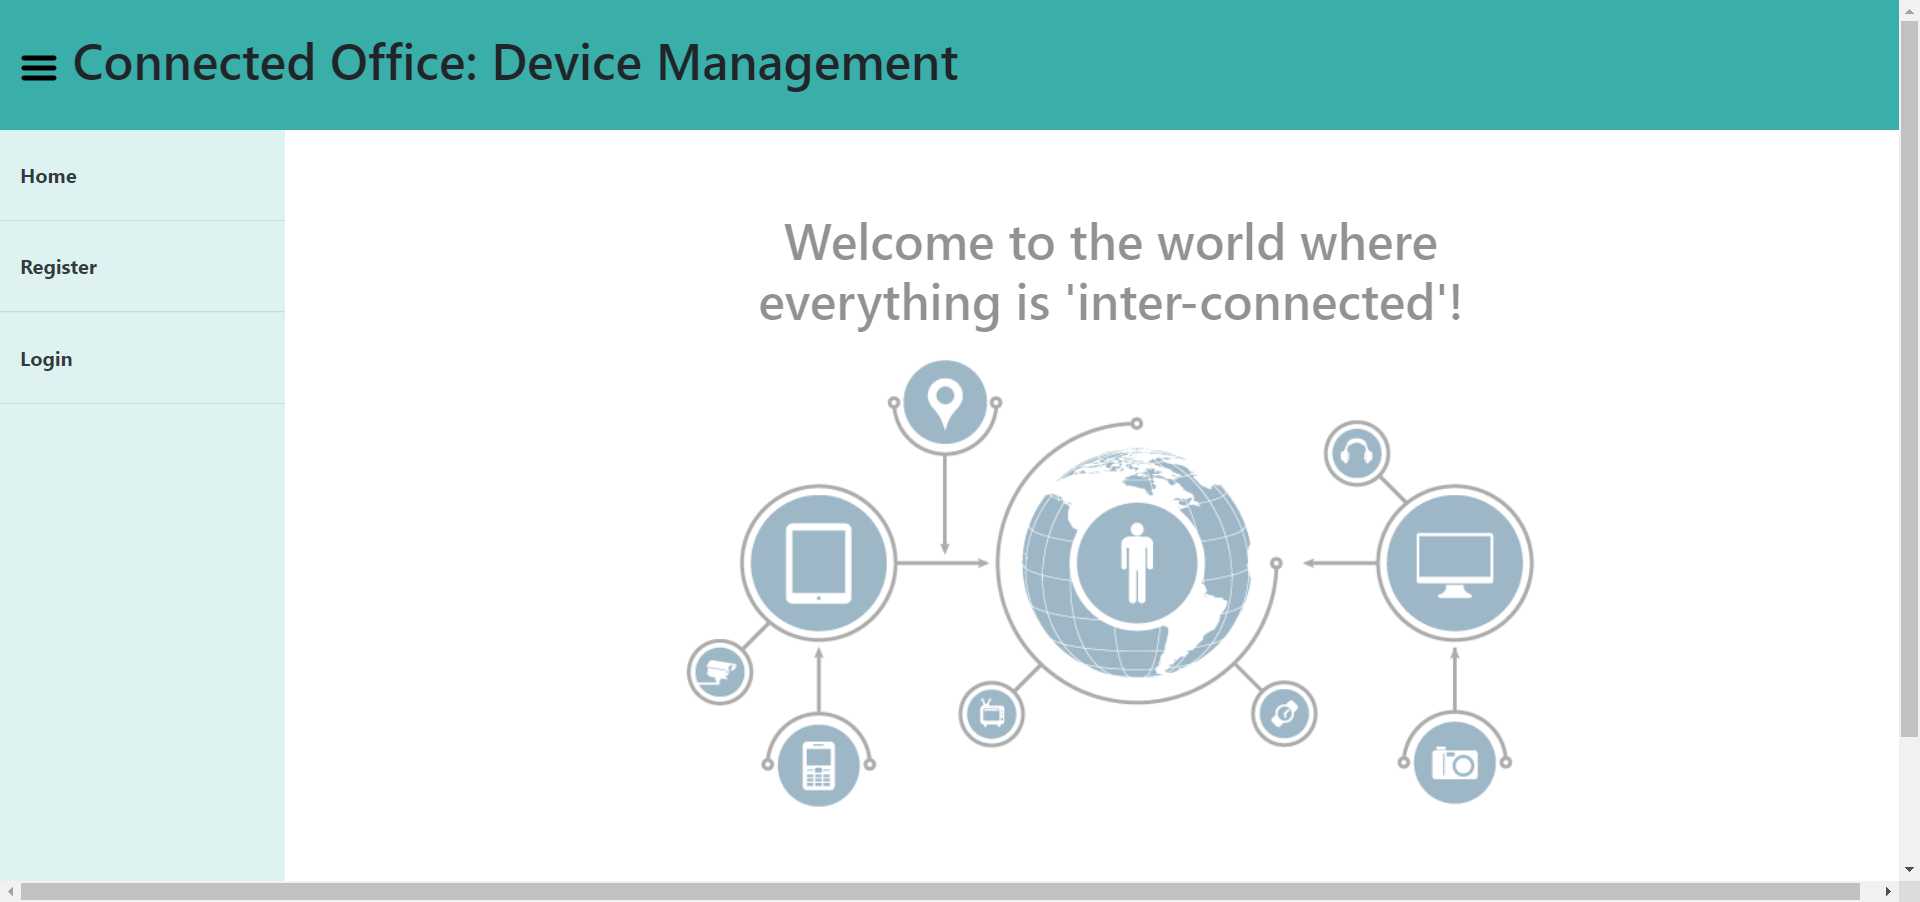 Connected Office: Device Management
Home
Register
Login
Welcome to the world where
everything is 'inter-connected'!